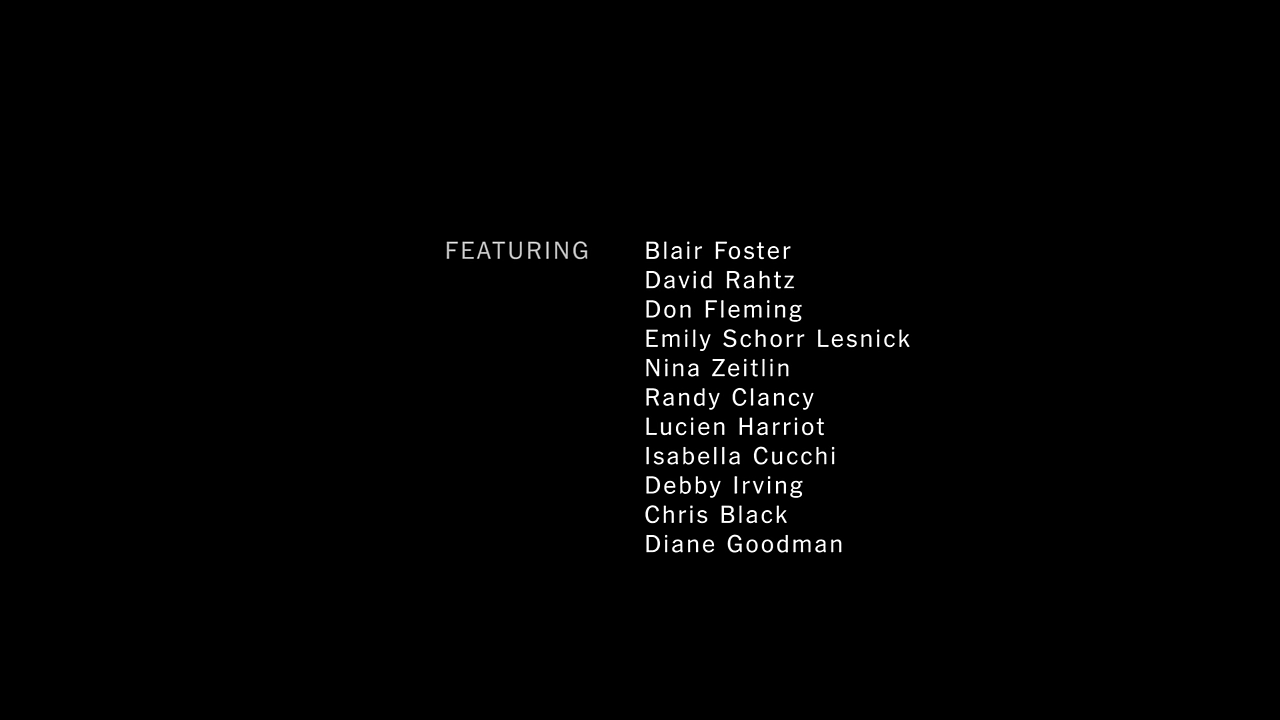 FEATURING Blair Foster
David Rahtz
Don Fleming
Emily Schorr Lesnick
Nina Zeitlin
Randy Clancy
Lucien Harriot
Isabella Cucchi
Debby Irving
Chris Black
Diane Goodman